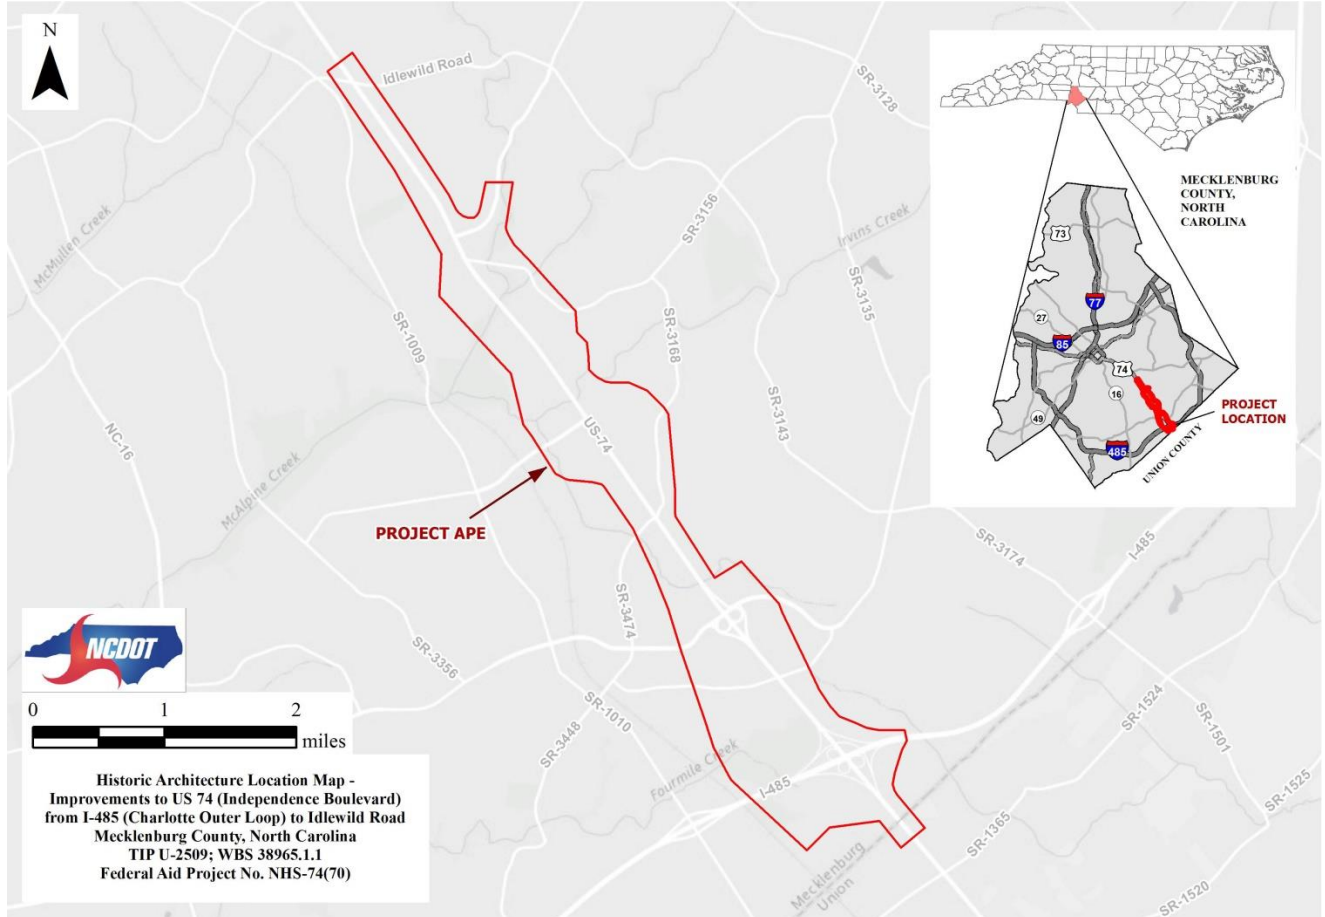 N
Idlewild Road
SR-3128
McMullen Creek
SR-3156
Irvins Creek
SR-3135
SR-1009
SR-3168
NC-16
US-74
SR-3143
McAlpine Creek
PROJECT APE
SR-3474
SR-3356
SR-1010
SR-3448
Fourmile Creek
I-485
I-485
SR-3174
SR-1524
SR-1501
SR-1525
SR-1365
SR-1520
Mecklenburg
Union
MECKLENBURG
COUNTY,
NORTH
CAROLINA
73
77
27
85
74
16
49
485
PROJECT
LOCATION
UNION COUNTY
NCDOT
0 1 2
miles
Historic Architecture Location Map -
Improvements to US 74 (Independence Boulevard)
from I-485 (Charlotte Outer Loop) to Idlewild Road
Mecklenburg County, North Carolina
TIP U-2509; WBS 38965.1.1
Federal Aid Project No. NHS-74(70)